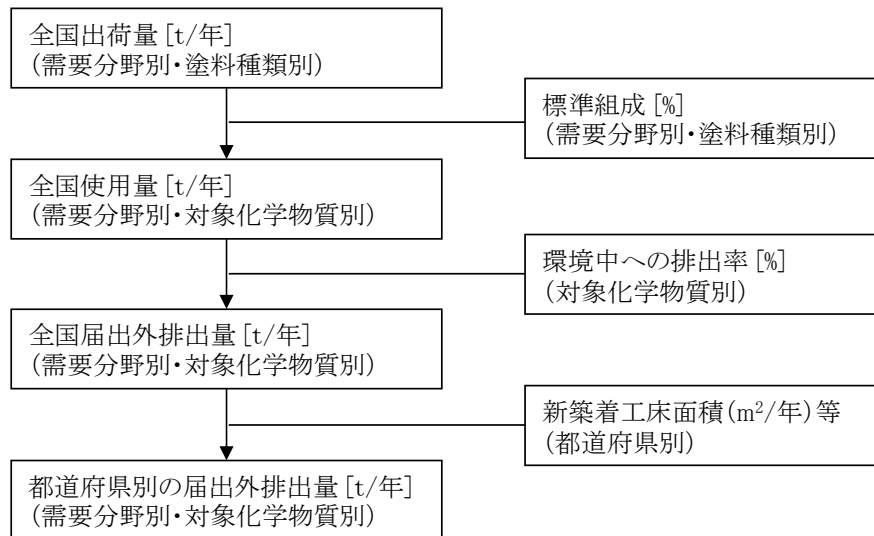 全国出荷量[t/年]
(需要分野別・塗料種類別)
標準組成[%]
(需要分野別・塗料種類別)
全国使用量[t/年]
(需要分野別・対象化学物質別)
環境中への排出率[%]
(対象化学物質別)
全国届出外排出量[t/年]
(需要分野別・対象化学物質別)
新築着工床面積(m²/年)等
(都道府県別)
都道府県別の届出外排出量[t/年]
(需要分野別・対象化学物質別)